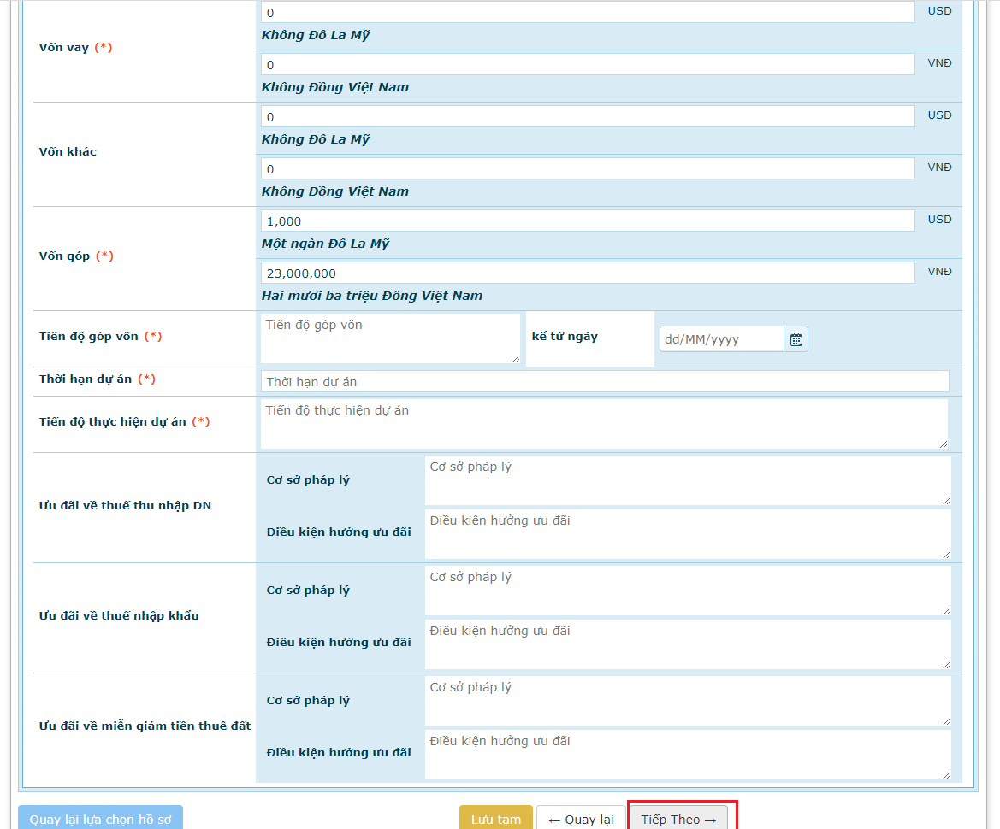 0 USD
Không Đô La Mỹ
Vốn vay (*)
0 VNĐ
Không Đồng Việt Nam
0 USD
Không Đô La Mỹ
Vốn khác
0 VNĐ
Không Đồng Việt Nam
1,000 USD
Một ngàn Đô La Mỹ
Vốn góp (*)
23,000,000 VNĐ
Hai mươi ba triệu Đồng Việt Nam
Tiến độ góp vốn (*) Tiến độ góp vốn kể từ ngày dd/MM/yyyy
Thời hạn dự án (*) Thời hạn dự án
Tiến độ thực hiện dự án (*) Tiến độ thực hiện dự án
Ưu đãi về thuế thu nhập DN
Cơ sở pháp lý Cơ sở pháp lý
Điều kiện hưởng ưu đãi Điều kiện hưởng ưu đãi
Ưu đãi về thuế nhập khẩu
Cơ sở pháp lý Cơ sở pháp lý
Điều kiện hưởng ưu đãi Điều kiện hưởng ưu đãi
Ưu đãi về miễn giảm tiền thuê đất
Cơ sở pháp lý Cơ sở pháp lý
Điều kiện hưởng ưu đãi Điều kiện hưởng ưu đãi
Quay lại lựa chọn hồ sơ Lưu tạm ← Quay lại Tiếp Theo →